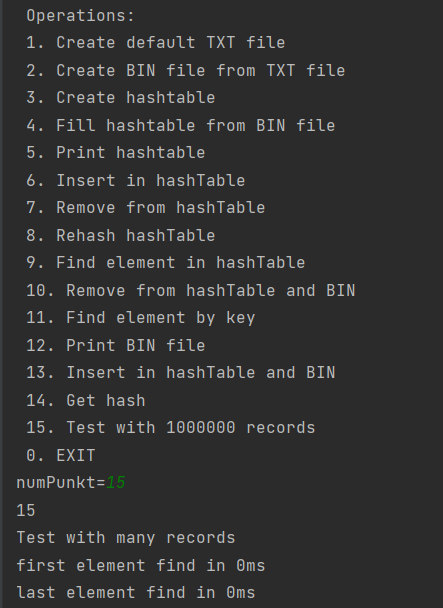 Operations:
1. Create default TXT file
2. Create BIN file from TXT file
3. Create hashtable
4. Fill hashtable from BIN file
5. Print hashtable
6. Insert in hashTable
7. Remove from hashTable
8. Rehash hashTable
9. Find element in hashTable
10. Remove from hashTable and BIN
11. Find element by key
12. Print BIN file
13. Insert in hashTable and BIN
14. Get hash
15. Test with 1000000 records
0. EXIT
numPunkt=15
15
Test with many records
first element find in 0ms
last element find in 0ms